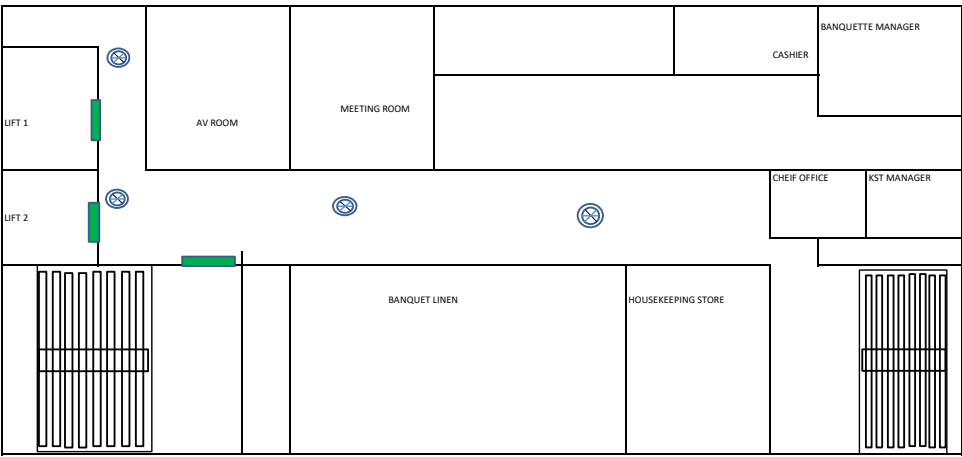 BANQUETTE MANAGER
CASHIER
MEETING ROOM
LIFT 1
AV ROOM
CHEIF OFFICE
KST MANAGER
LIFT 2
BANQUET LINEN
HOUSEKEEPING STORE